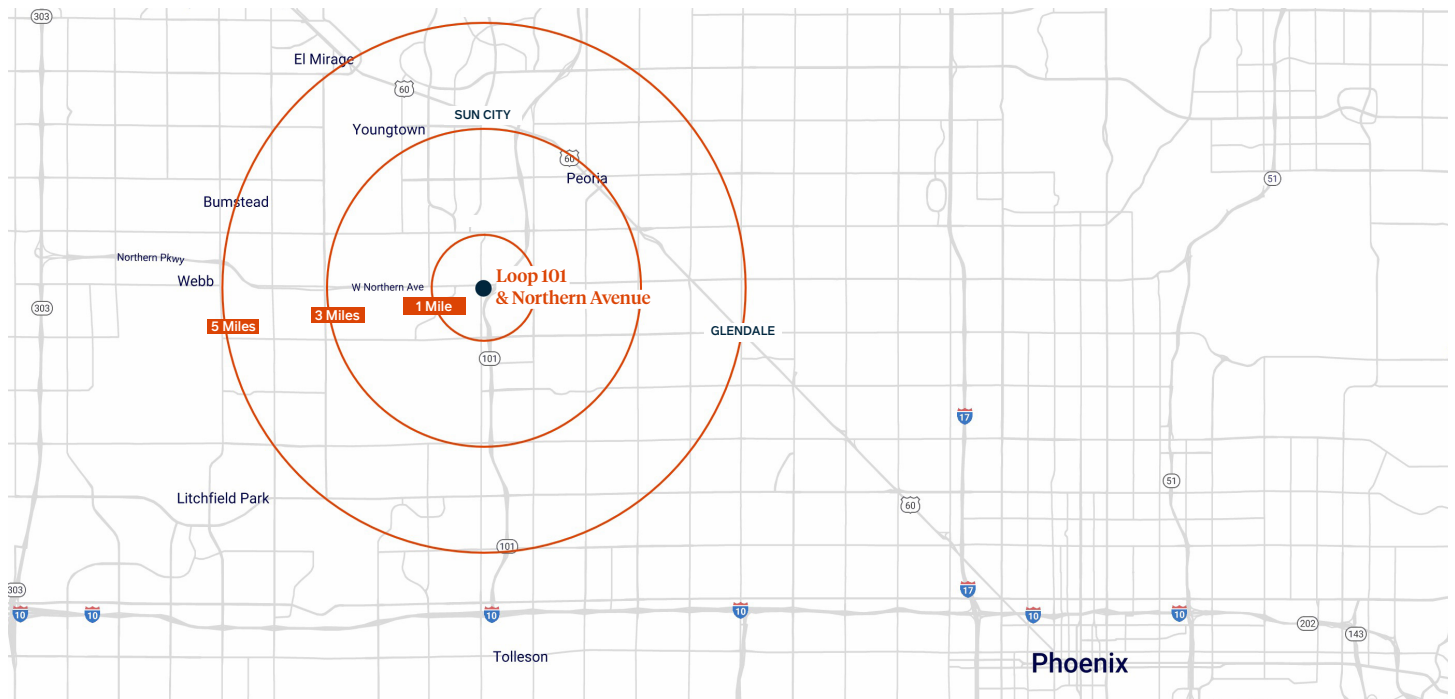 303
El Mirage
60
SUN CITY
Youngtown
60
Peoria
51
Bumstead
Northern Pkwy
Webb
W Northern Ave
Loop 101
& Northern Avenue
1 Mile
3 Miles
5 Miles
303
GLENDALE
101
17
51
Litchfield Park
60
101
303
17
10
10
10
10
10
10
202
143
Tolleson
Phoenix